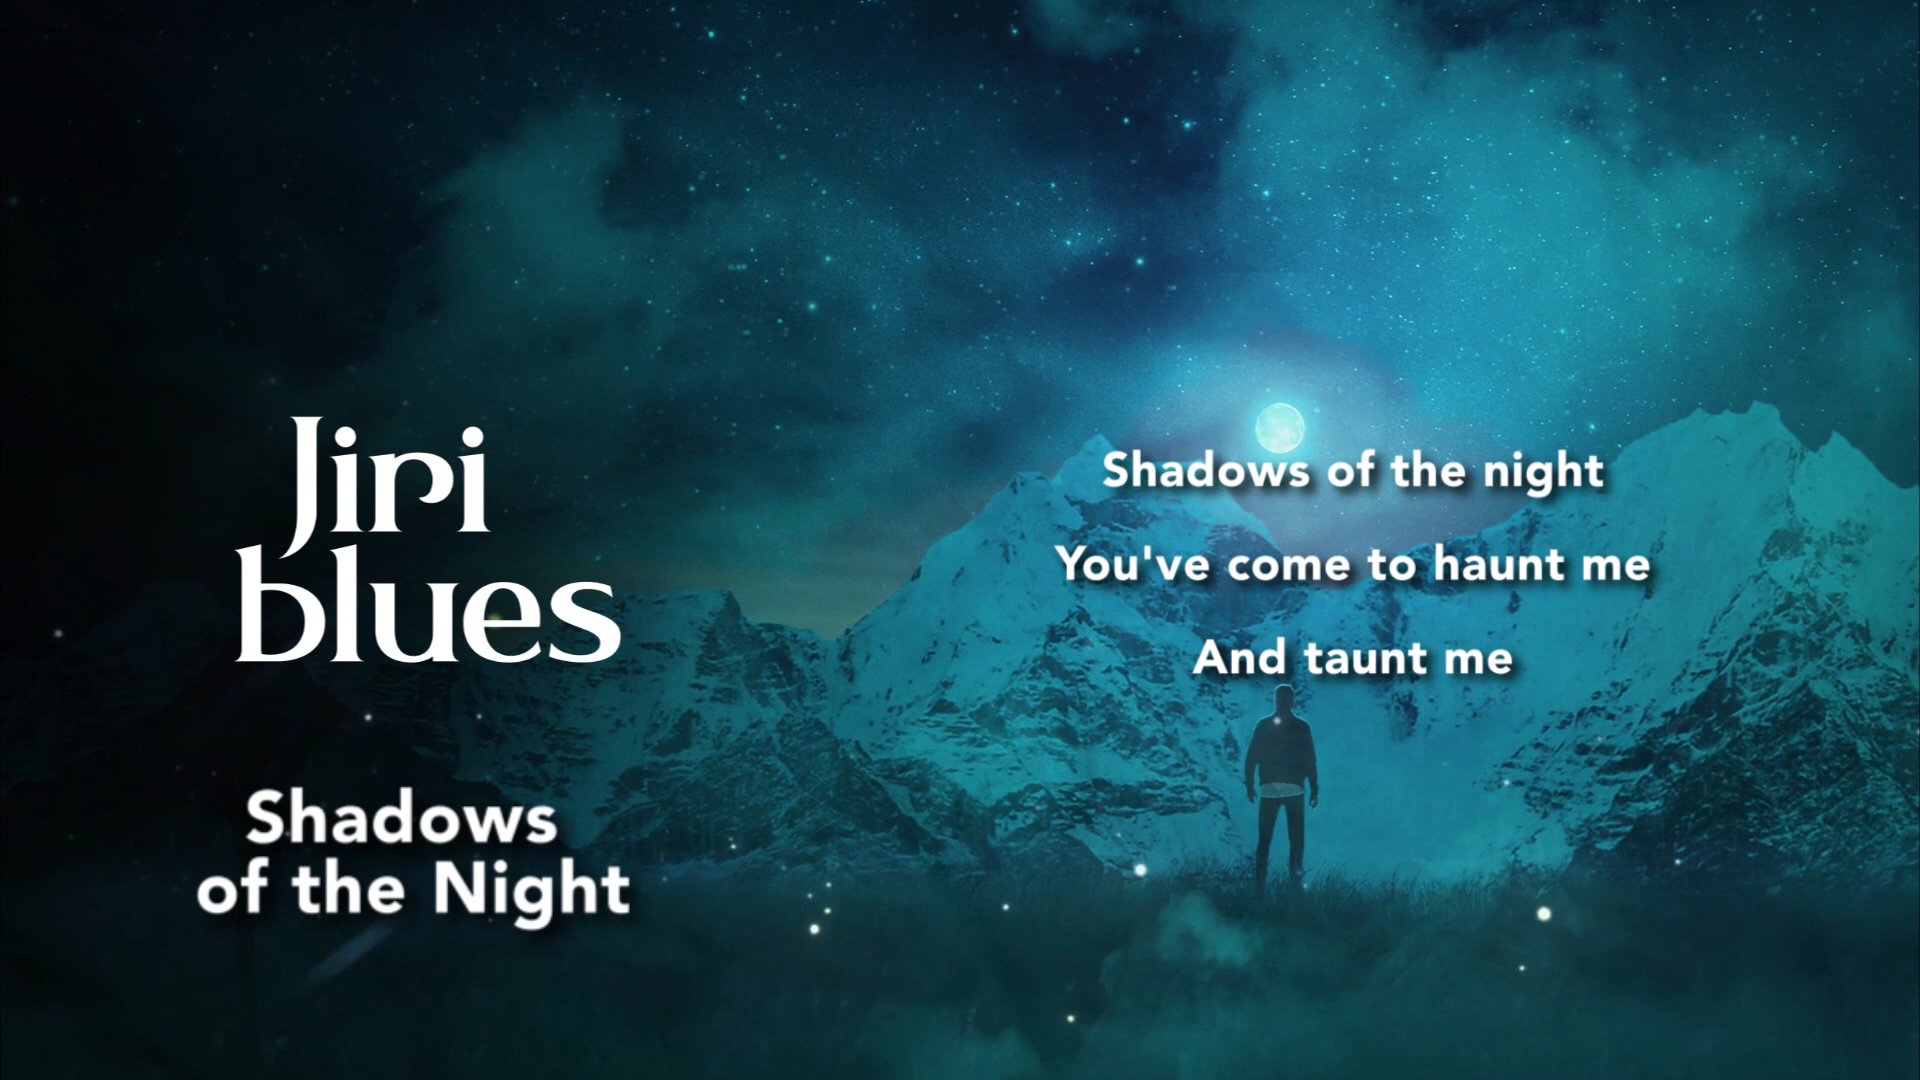 Jiri
blues
Shadows
of the Night
Shadows of the night
You've come to haunt me
And taunt me